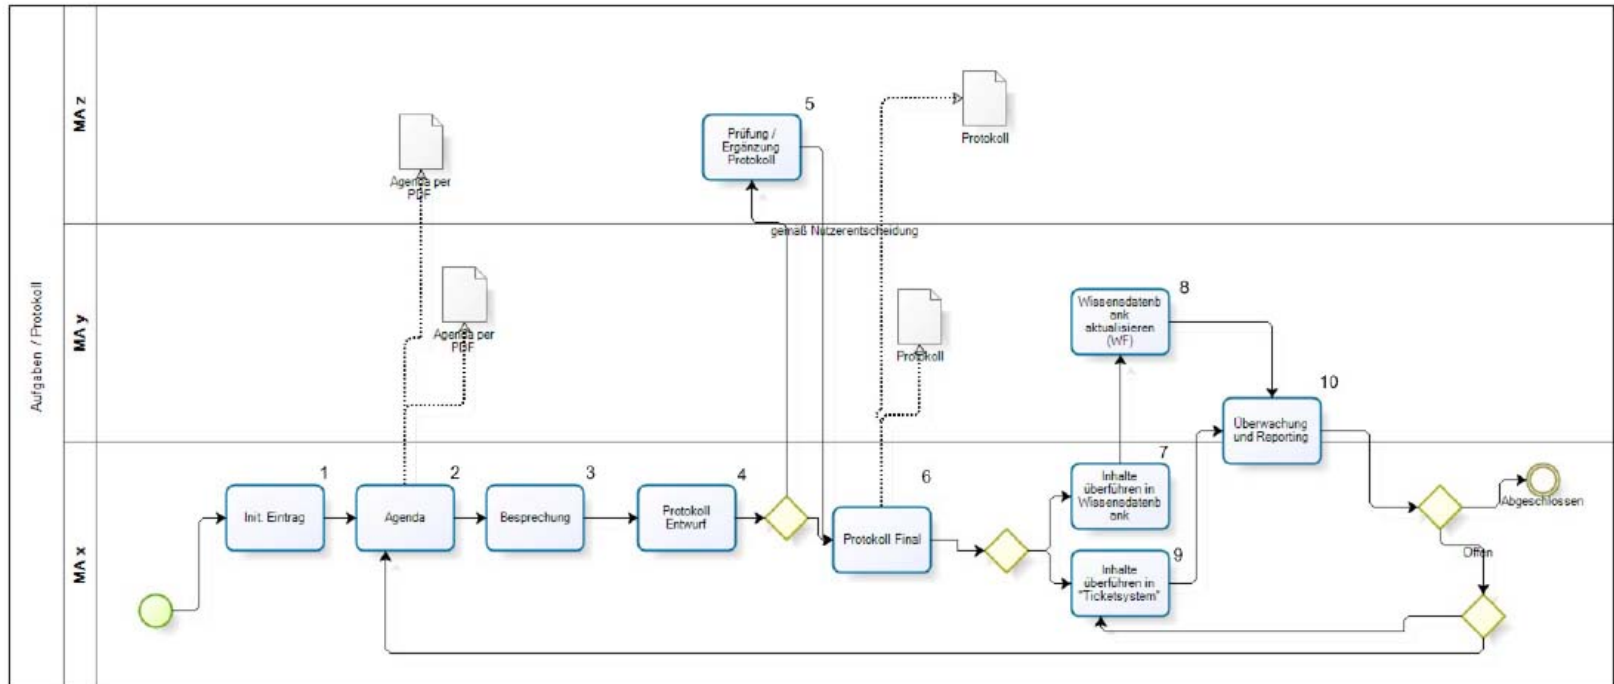 Aufgaben / Protokoll
MA z
MA y
MA x
5
Prüfung /
Ergänzung
Protokoll
Protokoll
Agenda per
PDF
gemäß Nutzerentscheidung
Agenda per
PDF
Protokoll
8
Wissensdatenb
ank
aktualisieren
(WF)
10
Überwachung
und Reporting
1
Init. Eintrag
2
Agenda
3
Besprechung
4
Protokoll
Entwurf
6
Protokoll Final
7
Inhalte
überführen in
Wissensdatenb
ank
9
Inhalte
überführen in
"Ticketsystem"
Abgeschlossen
Offen